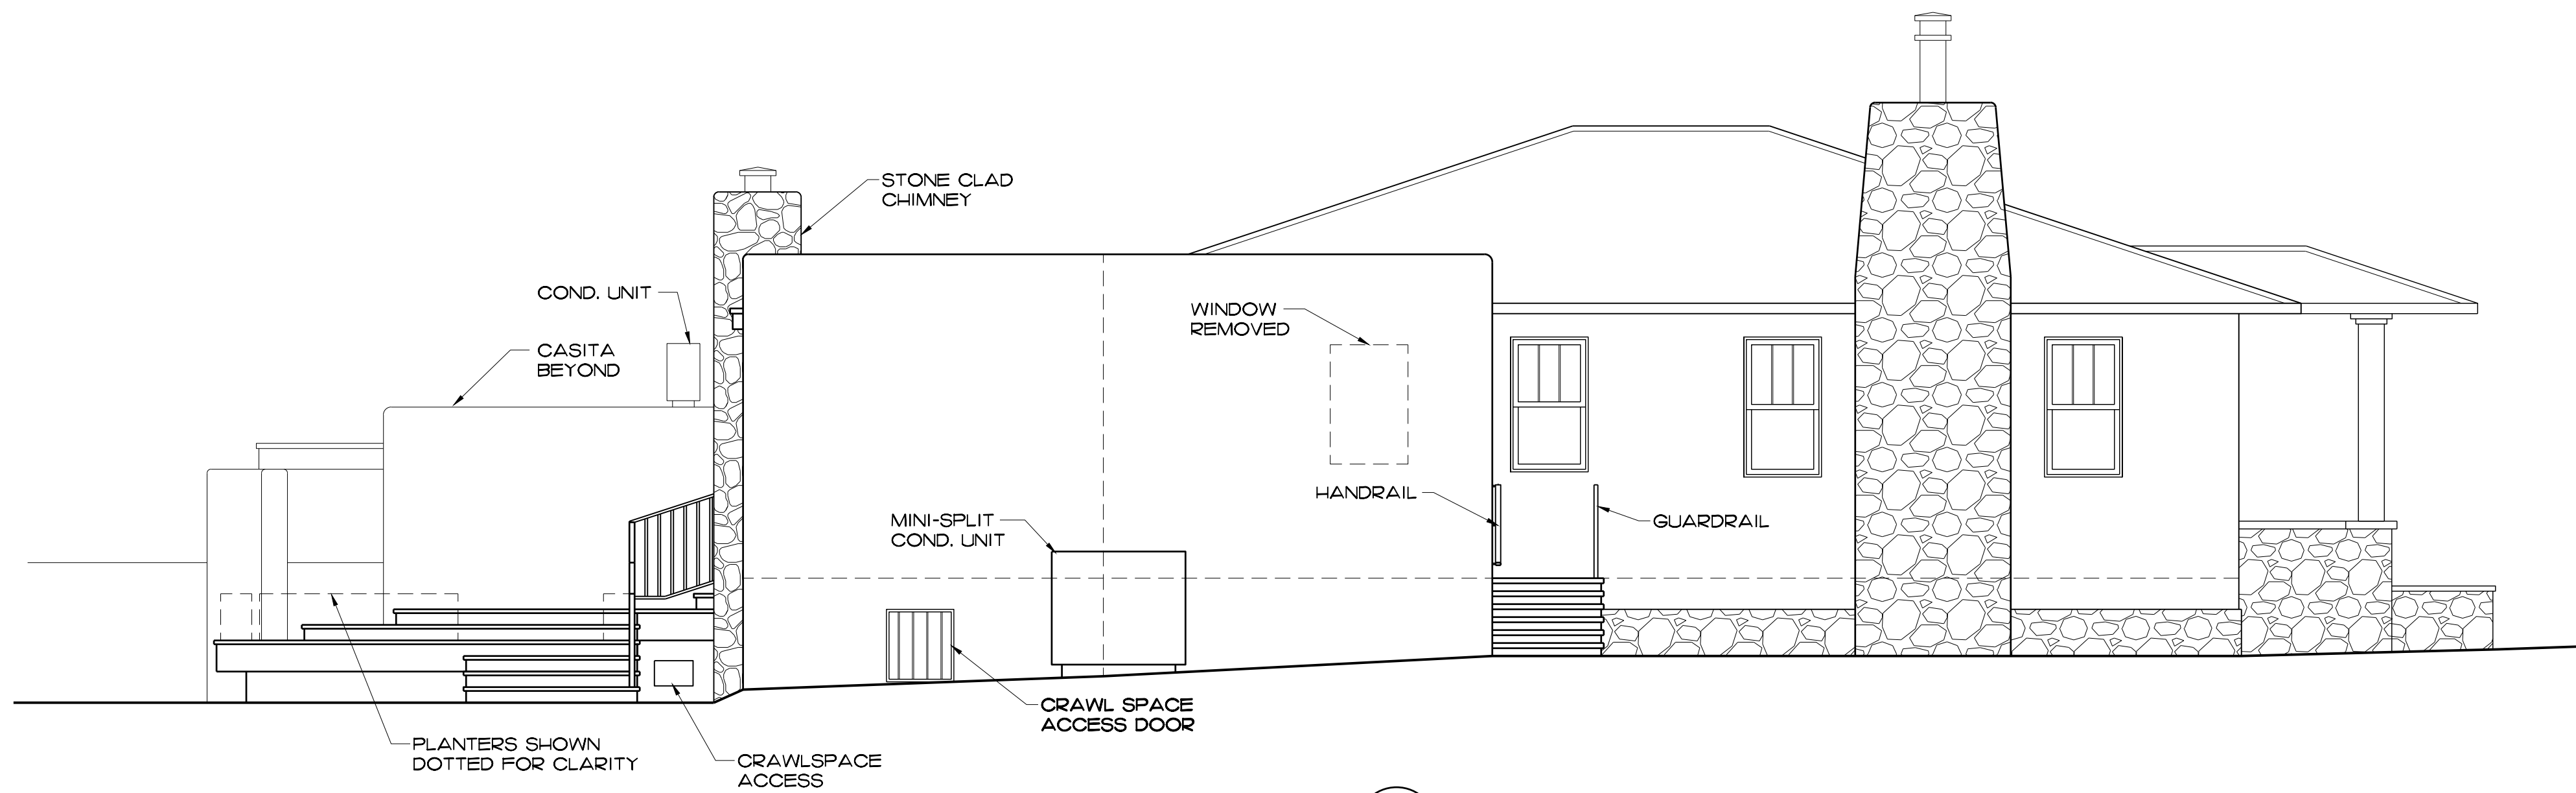 STONE CLAD
CHIMNEY
COND. UNIT
WINDOW
REMOVED
CASITA
BEYOND
HANDRAIL
MINI-SPLIT
COND. UNIT
GUARDRAIL
CRAWL SPACE
ACCESS DOOR
PLANTERS SHOWN
DOTTED FOR CLARITY
CRAWLSPACE
ACCESS